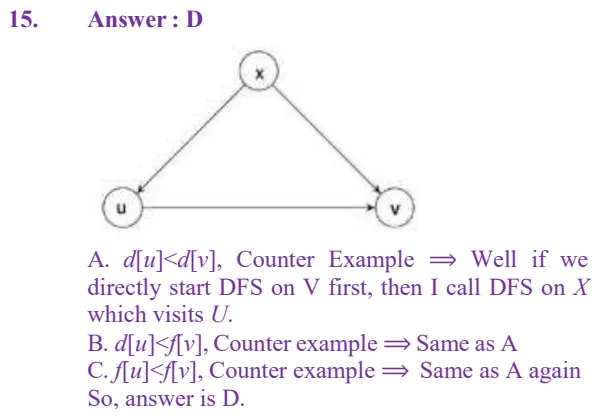 15. Answer : D
x
u v
A. d[u]<d[v], Counter Example ⟹ Well if we
directly start DFS on V first, then I call DFS on X
which visits U.
B. d[u]<f[v], Counter example ⟹ Same as A
C. f[u]<f[v], Counter example ⟹ Same as A again
So, answer is D.